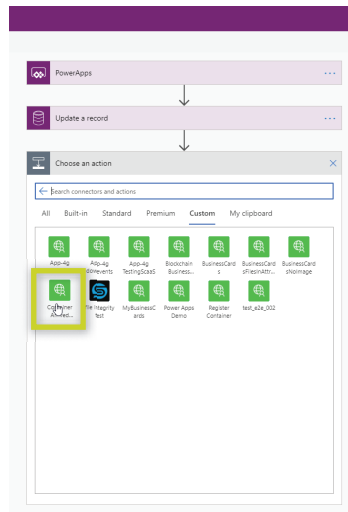 PowerApps
Update a record
Choose an action
Search connectors and actions
All Built-in Standard Premium Custom My clipboard
App-4g App-4g App-4g Blockchain BusinessCard BusinessCard BusinessCard
TestingScaaS Business... s sFilesInAttr... shoImage
Container File Integrity MyBusinessC Power Apps Register test_e2e_002
Test ards Demo Container